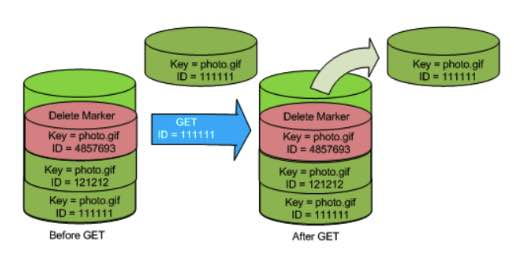 Key = photo.gif
ID = 111111
Key = photo.gif
ID = 111111
Delete Marker
Key = photo.gif
ID = 4857693
Key = photo.gif
ID = 121212
Key = photo.gif
ID = 111111
GET
ID = 111111
Delete Marker
Key = photo.gif
ID = 4857693
Key = photo.gif
ID = 121212
Key = photo.gif
ID = 111111
Before GET
After GET